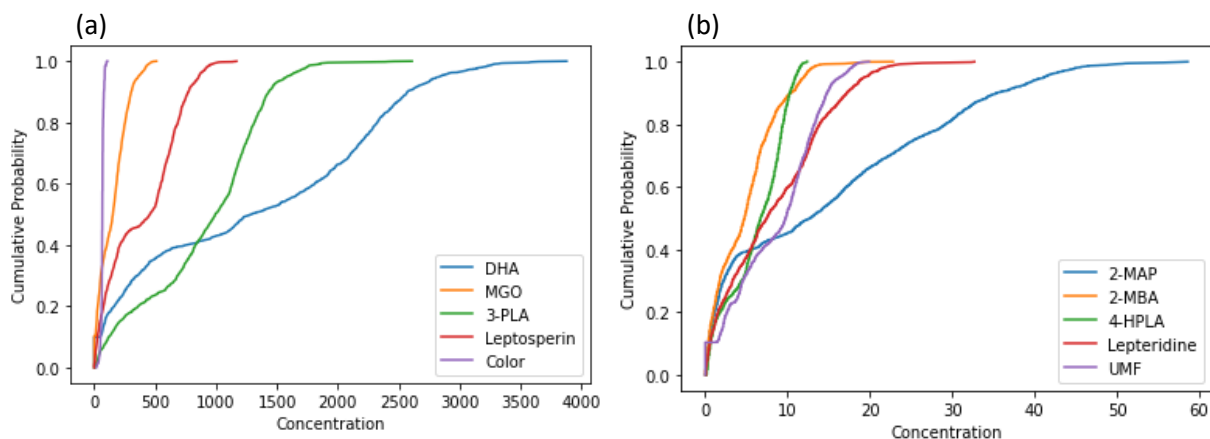 (a)
1.0
0.8
0.6
0.4
0.2
0.0
Cumulative Probability
DHA
MGO
3-PLA
Leptosperin
Color
0 500 1000 1500 2000 2500 3000 3500 4000
Concentration
(b)
1.0
0.8
0.6
0.4
0.2
0.0
Cumulative Probability
2-MAP
2-MBA
4-HPLA
Lepteridine
UMF
0 10 20 30 40 50 60
Concentration